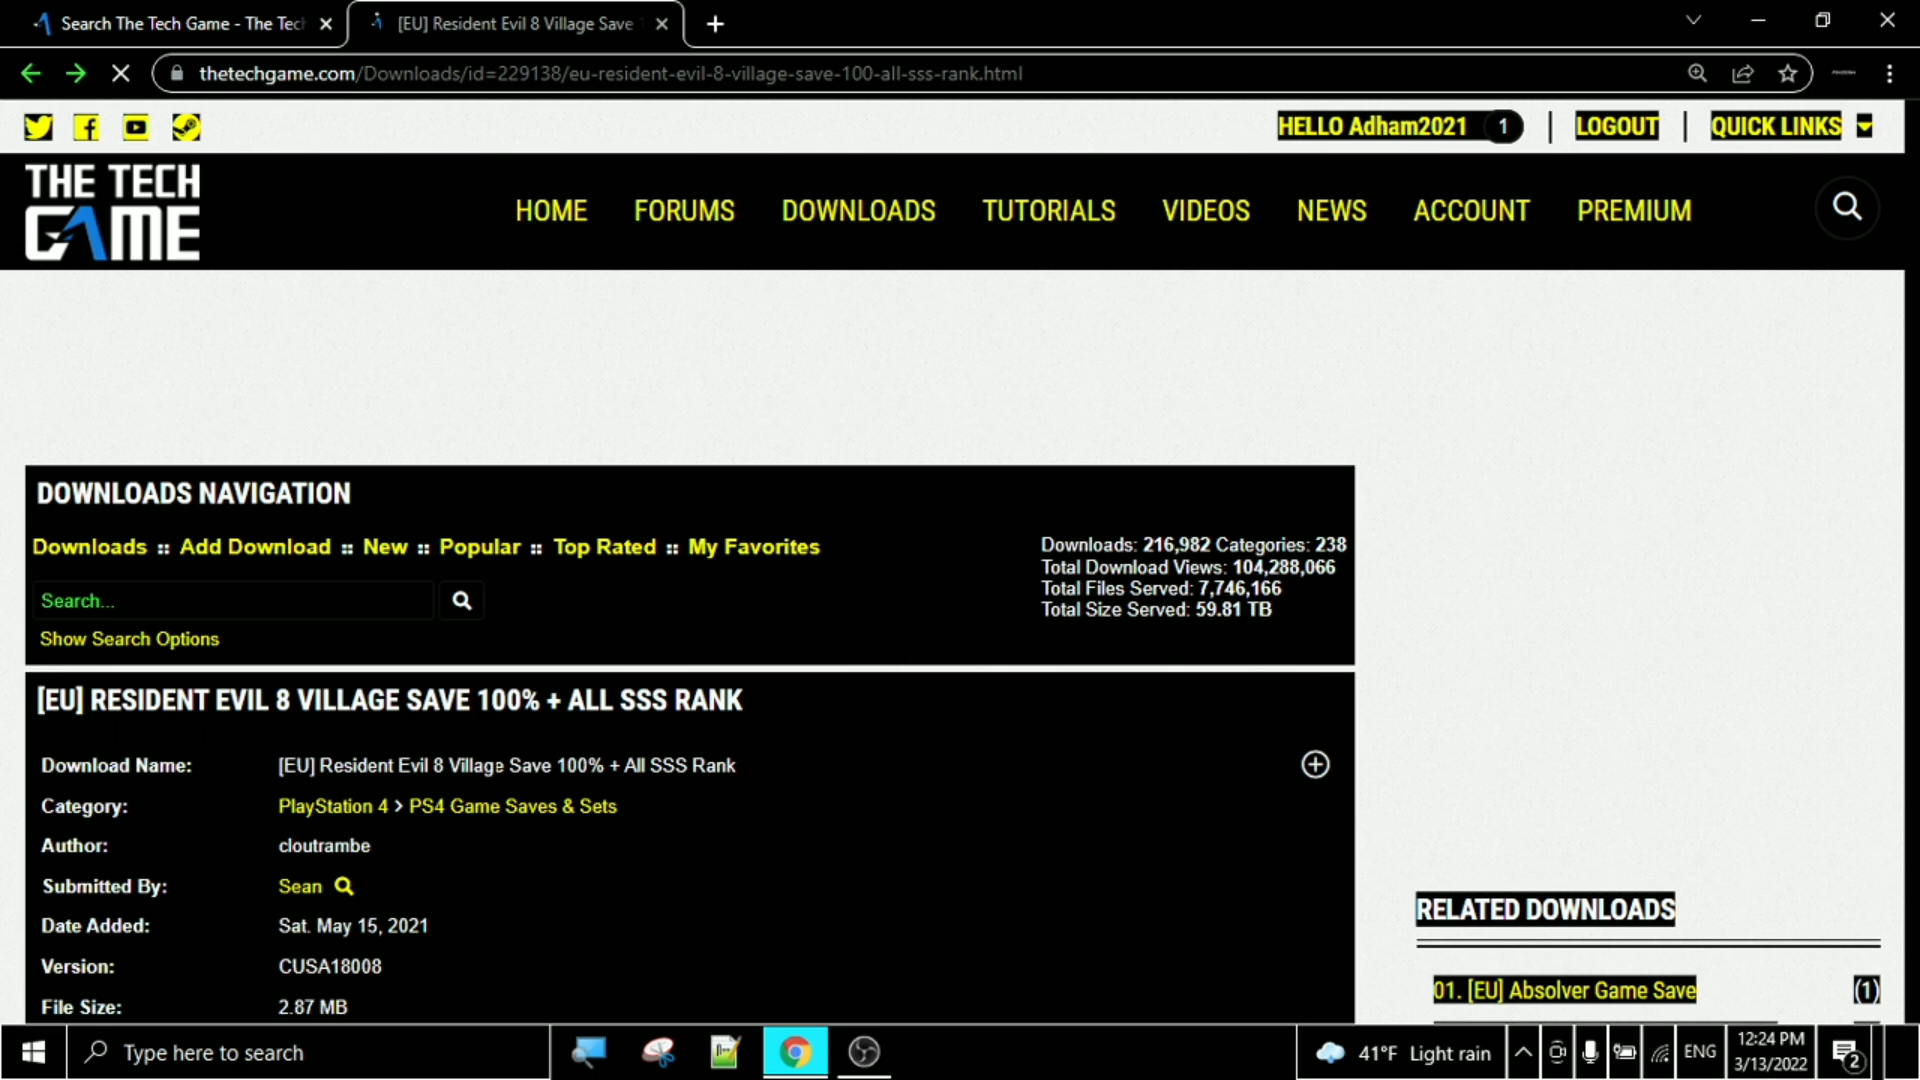 Search The Tech Game - The Tech
[EU] Resident Evil 8 Village Save
thetechgame.com/Downloads/id=229138/eu-resident-evil-8-village-save-100-all-sss-rank.html
HELLO Adham2021 1 | LOGOUT | QUICK LINKS
THE TECH
GAME
HOME FORUMS DOWNLOADS TUTORIALS VIDEOS NEWS ACCOUNT PREMIUM
DOWNLOADS NAVIGATION
Downloads :: Add Download :: New :: Popular :: Top Rated :: My Favorites
Downloads: 216,982 Categories: 238
Total Download Views: 104,288,066
Total Files Served: 7,746,166
Total Size Served: 59.81 TB
Search...
Show Search Options
[EU] RESIDENT EVIL 8 VILLAGE SAVE 100% + ALL SSS RANK
Download Name: [EU] Resident Evil 8 Village Save 100% + All SSS Rank
Category: PlayStation 4 > PS4 Game Saves & Sets
Author: cloutrambe
Submitted By: Sean
Date Added: Sat. May 15, 2021
Version: CUSA18008
File Size: 2.87 MB
RELATED DOWNLOADS
01. [EU] Absolver Game Save (1)
Type here to search
41°F Light rain
ENG
12:24 PM
3/13/2022
2